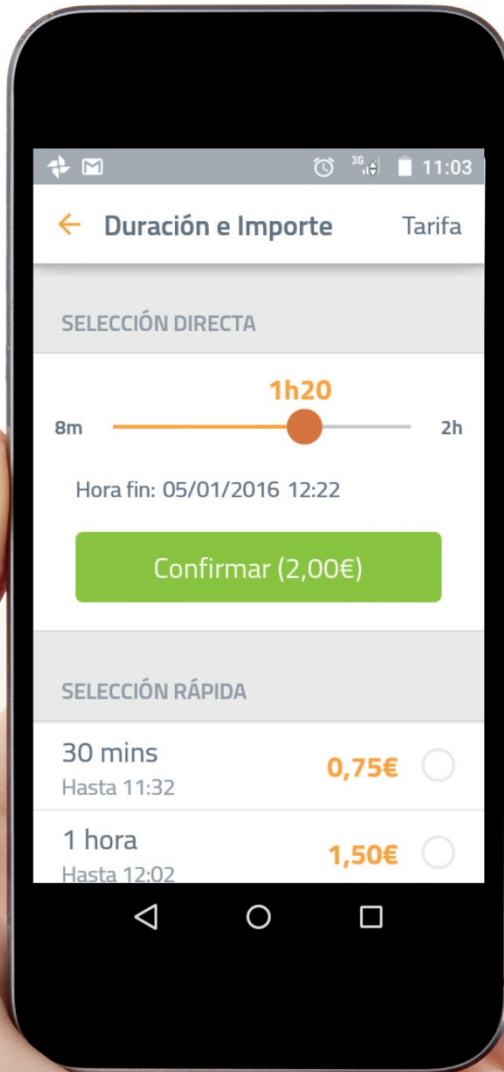 3G 11:03
Duración e Importe Tarifa
SELECCIÓN DIRECTA
1h20
8m 2h
Hora fin: 05/01/2016 12:22
Confirmar (2,00€)
SELECCIÓN RÁPIDA
30 mins 0,75€
Hasta 11:32
1 hora 1,50€
Hasta 12:02